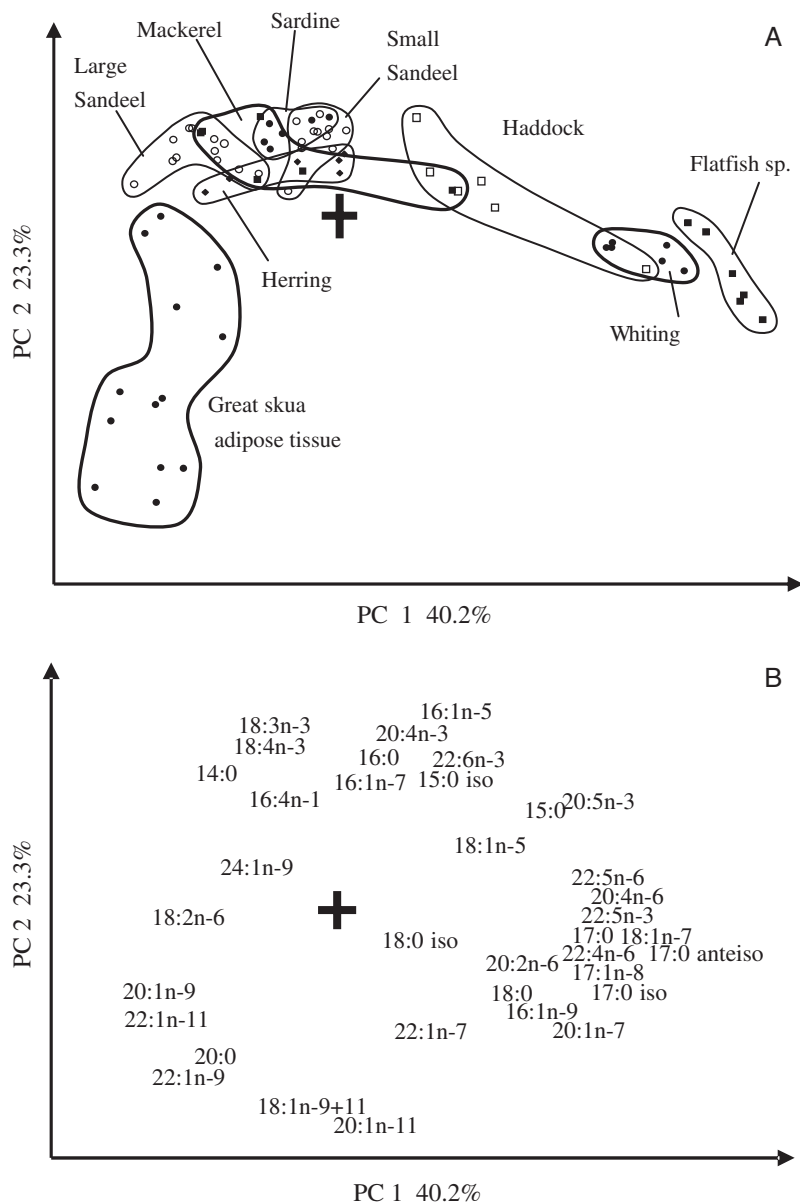 A
Mackerel
Sardine
Small
Sandeel
Large
Sandeel
Haddock
Flatfish sp.
Herring
Whiting
Great skua
adipose tissue
PC 2 23.3%
PC 1 40.2%
B
16:1n-5
18:3n-3
20:4n-3
18:4n-3
16:0
22:6n-3
14:0
16:1n-7
15:0 iso
16:4n-1
15:0
20:5n-3
18:1n-5
24:1n-9
22:5n-6
20:4n-6
18:2n-6
22:5n-3
18:0 iso
17:0
18:1n-7
22:4n-6
17:0 anteiso
20:2n-6
17:1n-8
20:1n-9
18:0
17:0 iso
16:1n-9
22:1n-11
22:1n-7
20:1n-7
20:0
22:1n-9
18:1n-9+11
20:1n-11
PC 2 23.3%
PC 1 40.2%